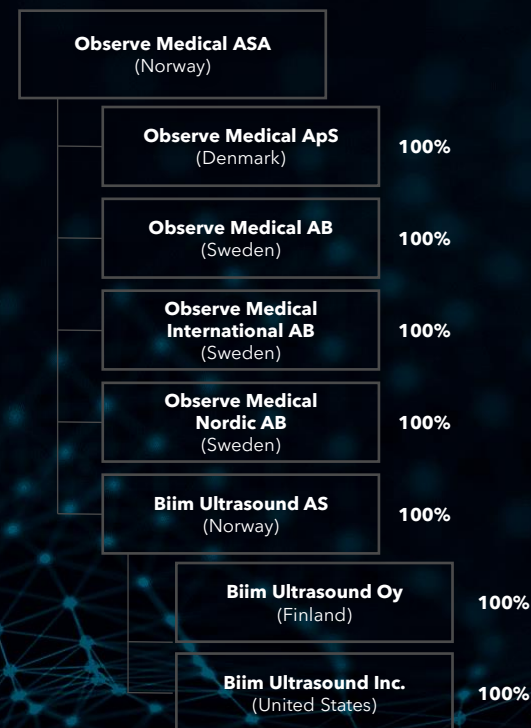 Observe Medical ASA
(Norway)
Observe Medical ApS
(Denmark)
100%
Observe Medical AB
(Sweden)
100%
Observe Medical
International AB
(Sweden)
100%
Observe Medical
Nordic AB
(Sweden)
100%
Biim Ultrasound AS
(Norway)
100%
Biim Ultrasound Oy
(Finland)
100%
Biim Ultrasound Inc.
(United States)
100%